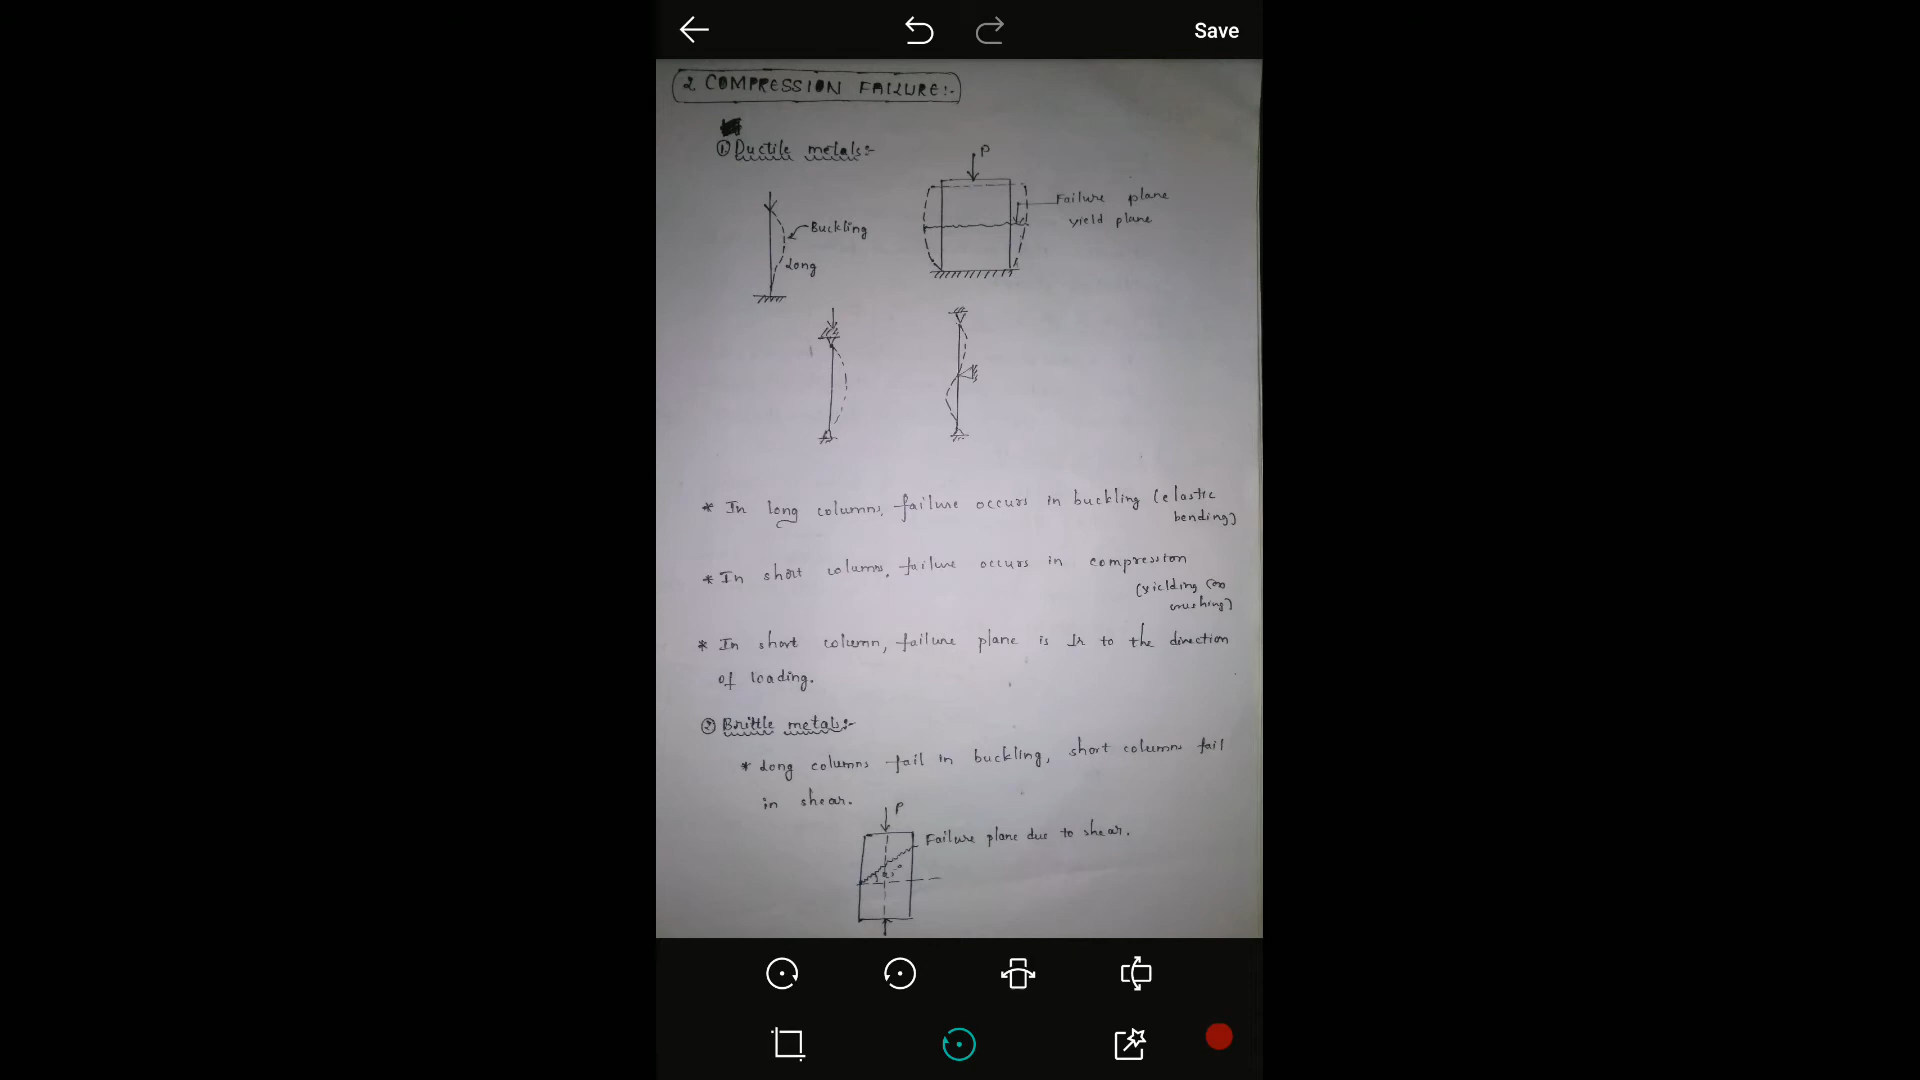 Save
2. COMPRESSION FAILURE:-
① Ductile metals:-
P
Failure plane
yield plane
Buckling
Long
* In long columns, failure occurs in buckling (elastic
bending)
* In short columns, failure occurs in compression
(yielding (or)
crushing)
* In short column, failure plane is ⊥r to the direction
of loading.
② Brittle metals:-
* Long columns fail in buckling, short columns fail
in shear.
P
Failure plane due to shear.